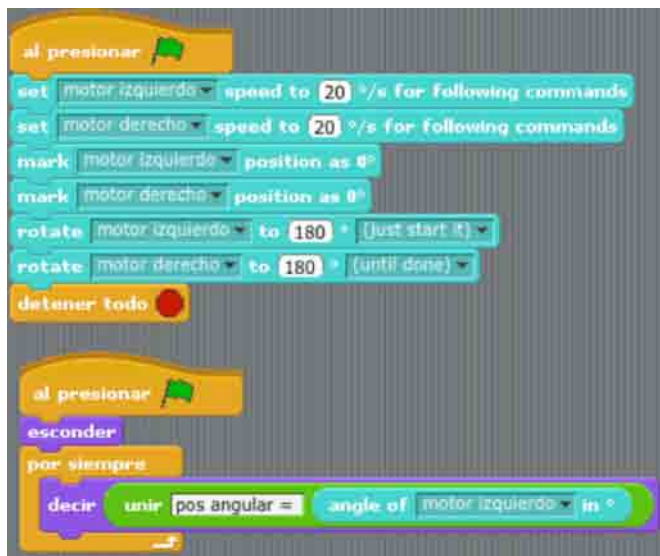 al presionar
set motor izquierdo speed to 20 °/s for following commands
set motor derecho speed to 20 °/s for following commands
mark motor izquierdo position as 0°
mark motor derecho position as 0°
rotate motor izquierdo to 180 ° (just start it)
rotate motor derecho to 180 ° (until done)
detener todo
al presionar
esconder
por siempre
decir unir pos angular = angle of motor izquierdo in °